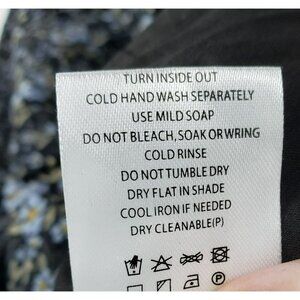 TURN INSIDE OUT
COLD HAND WASH SEPARATELY
USE MILD SOAP
DO NOT BLEACH, SOAK OR WRING
COLD RINSE
DO NOT TUMBLE DRY
DRY FLAT IN SHADE
COOL IRON IF NEEDED
DRY CLEANABLE(P)
P